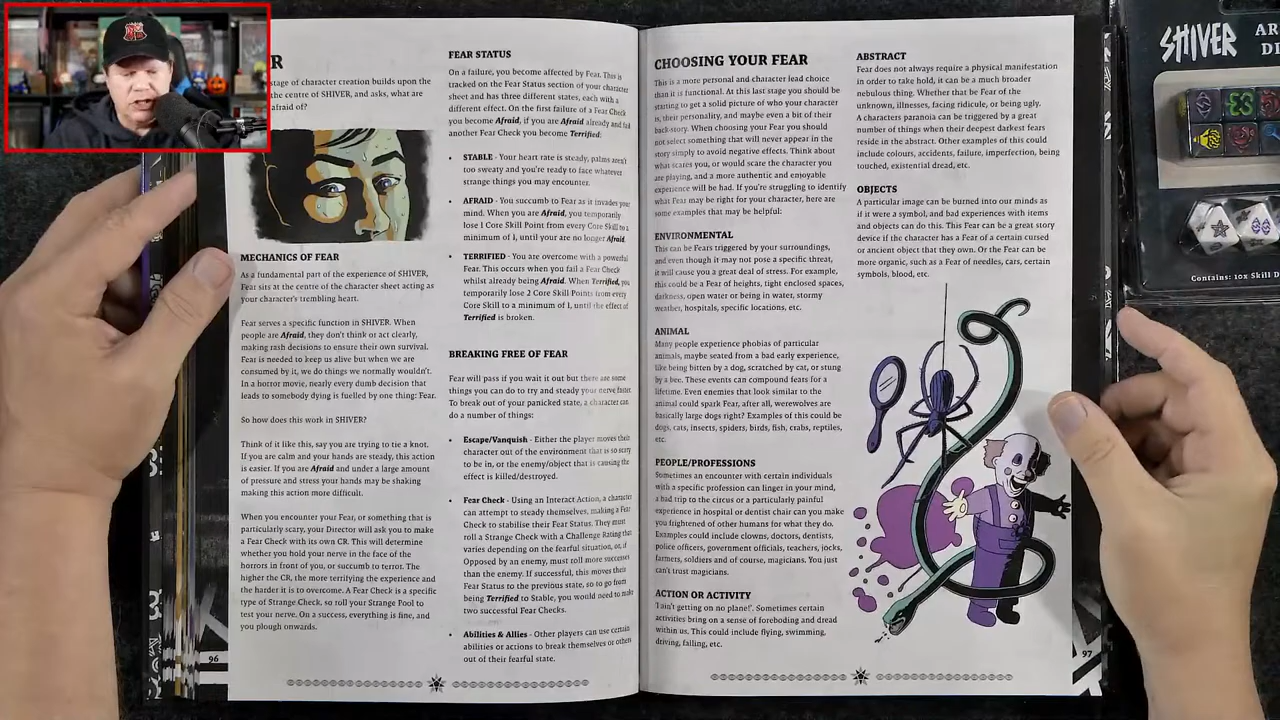 R
stage of character creation builds upon the
the centre of SHIVER, and asks, what are
afraid of?
MECHANICS OF FEAR
As a fundamental part of the experience of SHIVER,
Fear sits at the centre of the character sheet acting as
your character's trembling heart.
Fear serves a specific function in SHIVER. When
people are Afraid, they don't think or act clearly,
making rash decisions to ensure their own survival.
Fear is needed to keep us alive but when we are
consumed by it, we do things we normally wouldn't.
In a horror movie, nearly every dumb decision that
leads to somebody dying is fuelled by one thing: Fear.
So how does this work in SHIVER?
Think of it like this, say you are trying to tie a knot.
If you are calm and your hands are steady, this action
is easier. If you are Afraid and under a large amount
of pressure and stress your hands may be shaking
making this action more difficult.
When you encounter your Fear, or something that is
particularly scary, your Director will ask you to make
a Fear Check with its own CR. This will determine
whether you hold your nerve in the face of the
horrors in front of you, or succumb to terror. The
higher the CR, the more terrifying the experience and
the harder it is to overcome. A Fear Check is a specific
type of Strange Check, so roll your Strange Pool to
test your nerve. On a success, everything is fine, and
you plough onwards.
96
FEAR STATUS
On a failure, you become affected by Fear. This is
tracked on the Fear Status section of your character
sheet and has three different states, each with a
different effect. On the first failure of a Fear Check
you become Afraid, if you are Afraid already and fail
another Fear Check you become Terrified:
• STABLE - Your heart rate is steady, palms aren't
too sweaty and you're ready to face whatever
strange things you may encounter.
• AFRAID - You succumb to Fear as it invades your
mind. When you are Afraid, you temporarily
lose 1 Core Skill Point from every Core Skill to a
minimum of 1, until your are no longer Afraid.
• TERRIFIED - You are overcome with a powerful
Fear. This occurs when you fail a Fear Check
whilst already being Afraid. When Terrified, you
temporarily lose 2 Core Skill Points from every
Core Skill to a minimum of 1, until the effect of
Terrified is broken.
BREAKING FREE OF FEAR
Fear will pass if you wait it out but there are some
things you can do to try and steady your nerve faster.
To break out of your panicked state, a character can
do a number of things:
• Escape/Vanquish - Either the player moves their
character out of the environment that is so scary
to be in, or the enemy/object that is causing the
effect is killed/destroyed.
• Fear Check - Using an Interact Action, a character
can attempt to steady themselves, making a Fear
Check to stabilise their Fear Status. They must
roll a Strange Check with a Challenge Rating that
varies depending on the fearful situation, or, if
Opposed by an enemy, must roll more successes
than the enemy. If successful, this moves their
Fear Status to the previous state, so to go from
being Terrified to Stable, you would need to make
two successful Fear Checks.
• Abilities & Allies - Other players can use certain
abilities or actions to break themselves or others
out of their fearful state.
CHOOSING YOUR FEAR
This is a more personal and character lead choice
than it is functional. At this last stage you should be
starting to get a solid picture of who your character
is, their personality, and maybe even a bit of their
back-story. When choosing your Fear you should
not select something that will never appear in the
story simply to avoid negative effects. Think about
what scares you, or would scare the character you
are playing, and a more authentic and enjoyable
experience will be had. If you're struggling to identify
what Fear may be right for your character, here are
some examples that may be helpful:
ENVIRONMENTAL
This can be Fears triggered by your surroundings,
and even though it may not pose a specific threat,
it will cause you a great deal of stress. For example,
this could be a Fear of heights, tight enclosed spaces,
darkness, open water or being in water, stormy
weather, hospitals, specific locations, etc.
ANIMAL
Many people experience phobias of particular
animals, maybe seated from a bad early experience,
like being bitten by a dog, scratched by cat, or stung
by a bee. These events can compound fears for a
lifetime. Even enemies that look similar to the
animal could spark Fear, after all, werewolves are
basically large dogs right? Examples of this could be
dogs, cats, insects, spiders, birds, fish, crabs, reptiles,
etc.
PEOPLE/PROFESSIONS
Sometimes an encounter with certain individuals
with a specific profession can linger in your mind,
a bad trip to the circus or a particularly painful
experience in hospital or dentist chair can you make
you frightened of other humans for what they do.
Examples could include clowns, doctors, dentists,
police officers, government officials, teachers, jocks,
farmers, soldiers and of course, magicians. You just
can't trust magicians.
ACTION OR ACTIVITY
'I ain't getting on no plane!'. Sometimes certain
activities bring on a sense of foreboding and dread
within us. This could include flying, swimming,
driving, falling, etc.
ABSTRACT
Fear does not always require a physical manifestation
in order to take hold, it can be a much broader
nebulous thing. Whether that be Fear of the
unknown, illnesses, facing ridicule, or being ugly.
A characters paranoia can be triggered by a great
number of things when their deepest darkest fears
reside in the abstract. Other examples of this could
include colours, accidents, failure, imperfection, being
touched, existential dread, etc.
OBJECTS
A particular image can be burned into our minds as
if it were a symbol, and bad experiences with items
and objects can do this. This Fear can be a great story
device if the character has a Fear of a certain cursed
or ancient object that they own. Or the Fear can be
more organic, such as a Fear of needles, cars, certain
symbols, blood, etc.
97
SHIVER
AR
DI
Contains: 10x Skill D